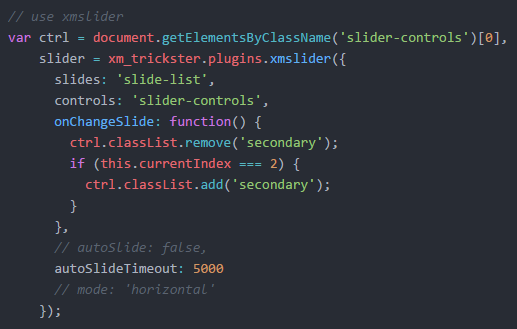 // use xmslider
var ctrl = document.getElementsByClassName('slider-controls')[0],
    slider = xm_trickster.plugins.xmslider({
      slides: 'slide-list',
      controls: 'slider-controls',
      onChangeSlide: function() {
        ctrl.classList.remove('secondary');
        if (this.currentIndex === 2) {
          ctrl.classList.add('secondary');
        }
      },
      // autoSlide: false,
      autoSlideTimeout: 5000
      // mode: 'horizontal'
    });